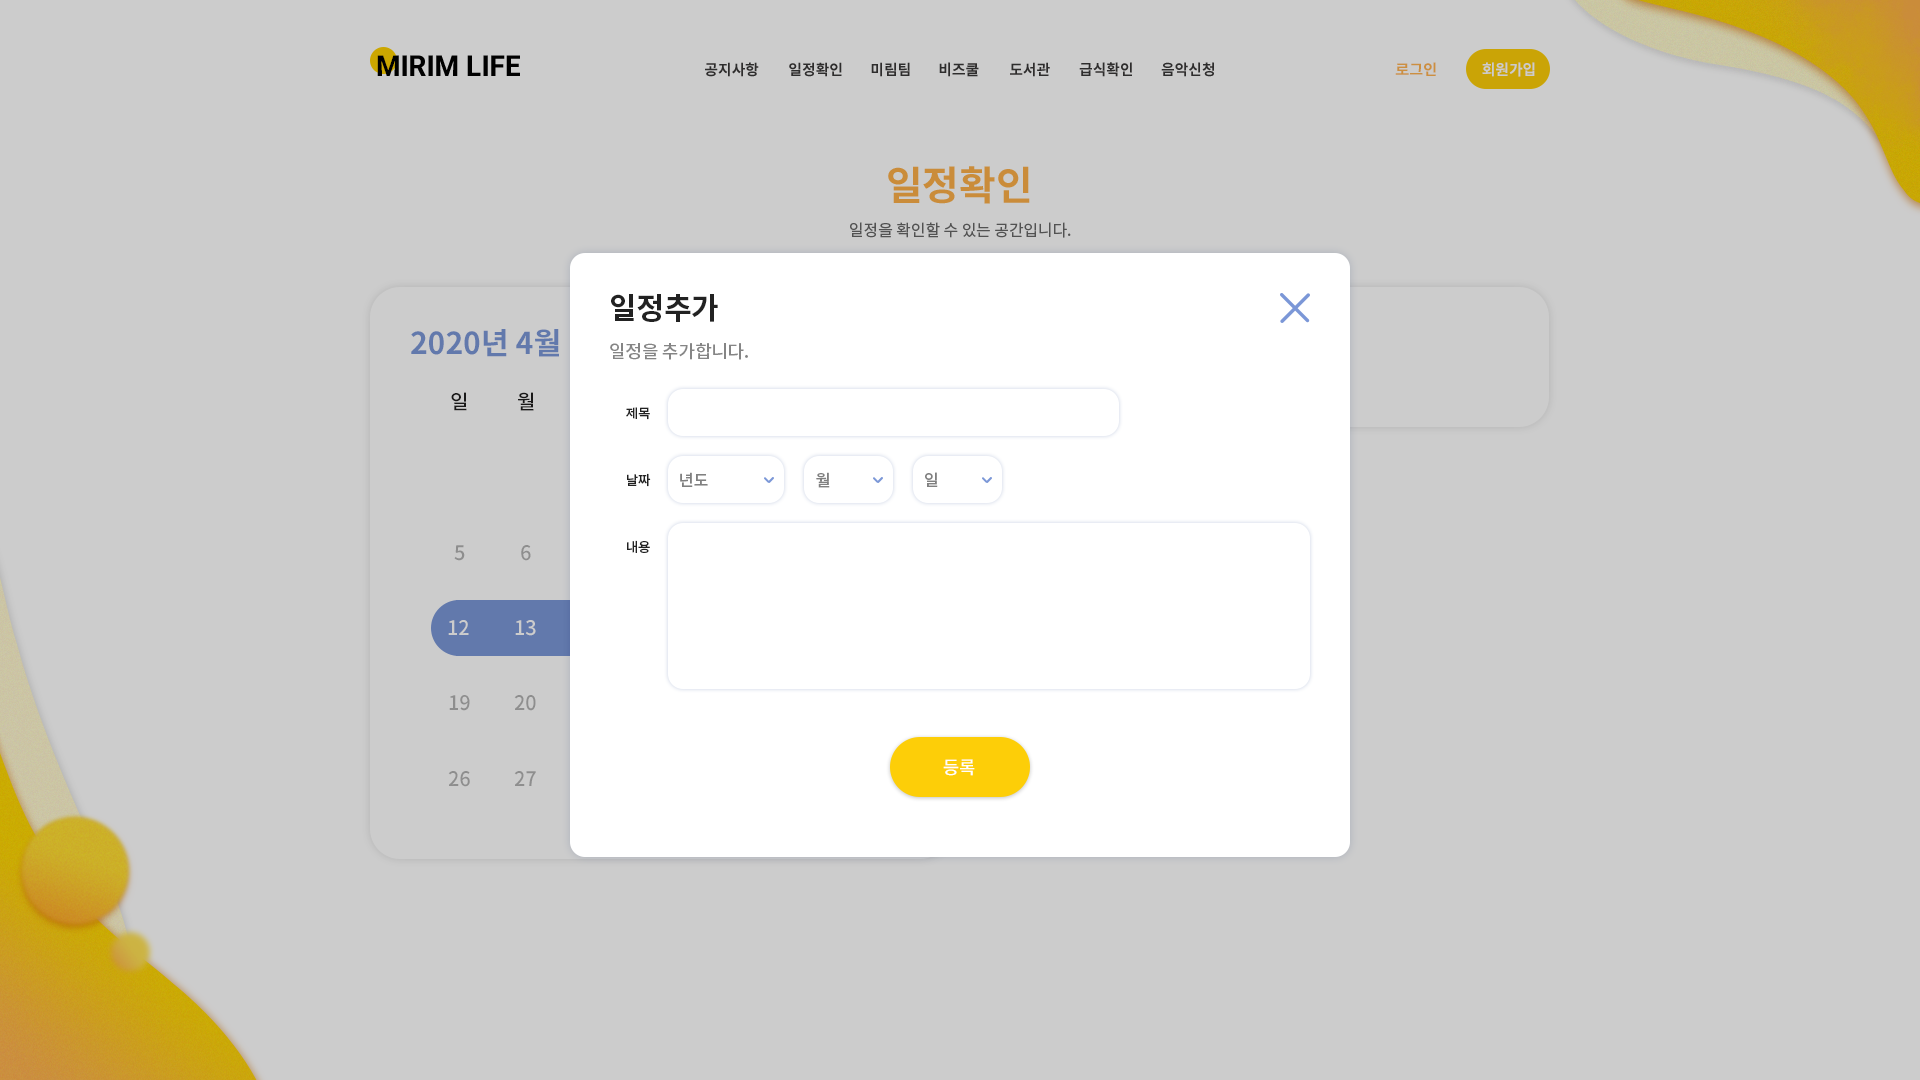 MIRIM LIFE
공지사항 일정확인 미림팀 비즈쿨 도서관 급식확인 음악신청
로그인 회원가입
일정확인
일정을 확인할 수 있는 공간입니다.
2020년 4월
일 월
5 6
12 13
19 20
26 27
일정추가
일정을 추가합니다.
제목
날짜 년도 월 일
내용
등록